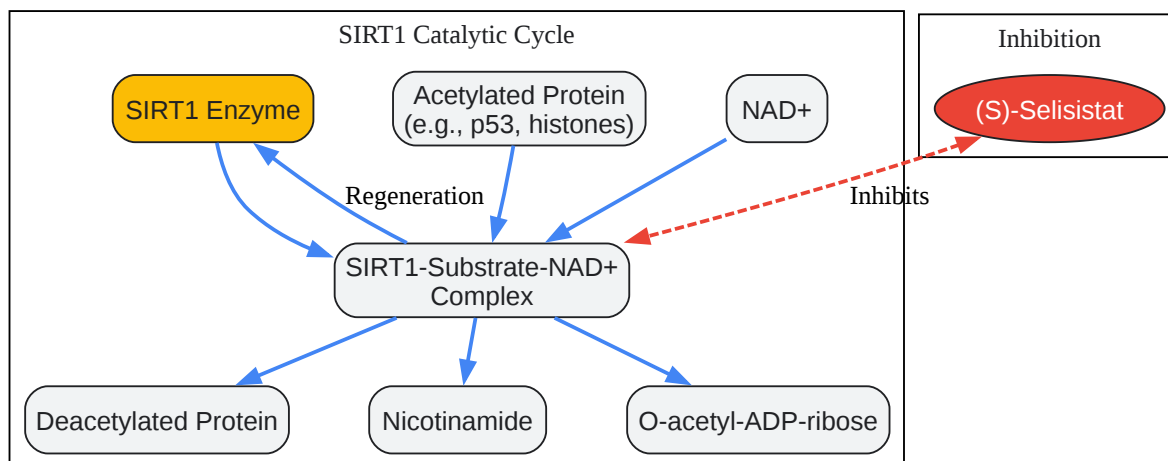 SIRT1 Catalytic Cycle
Inhibition
SIRT1 Enzyme
Acetylated Protein
(e.g., p53, histones)
NAD+
(S)-Selisistat
Regeneration
Inhibits
SIRT1-Substrate-NAD+
Complex
Deacetylated Protein
Nicotinamide
O-acetyl-ADP-ribose